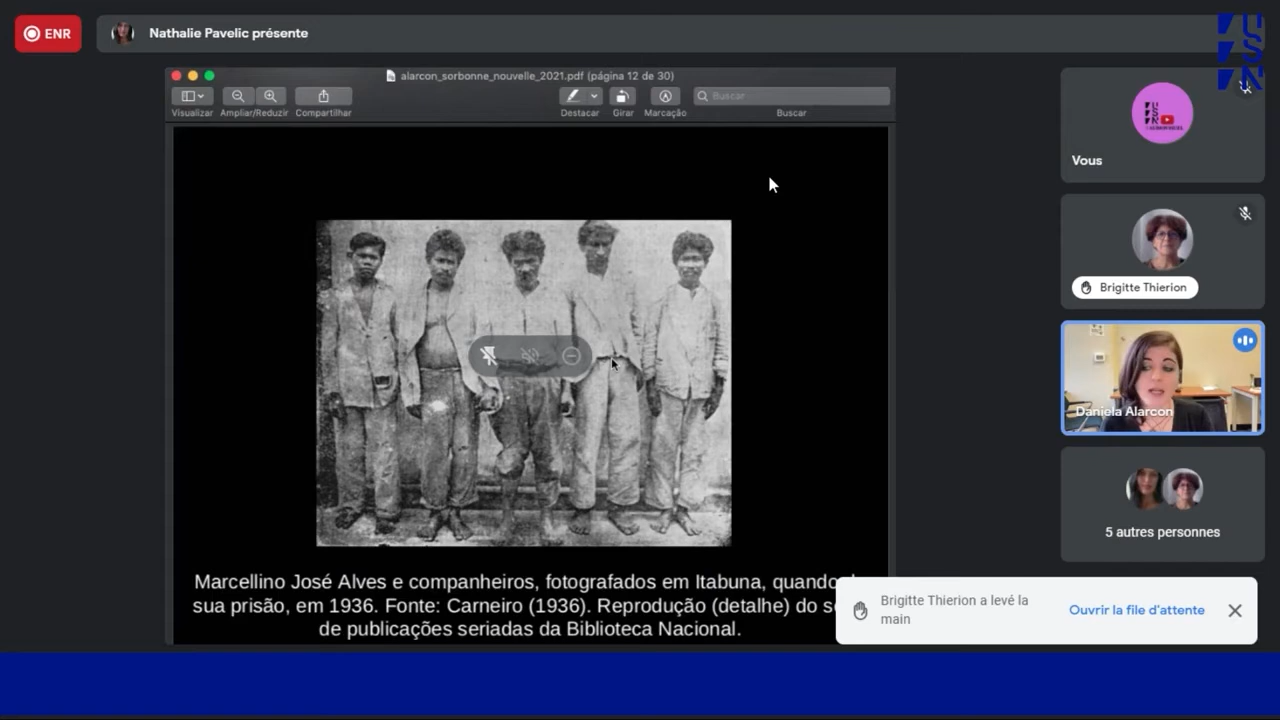 ENR
Nathalie Pavelic présente
USN
alarcon_sorbonne_nouvelle_2021.pdf (página 12 de 30)
Buscar
Visualizar Ampliar/Reduzir Compartilhar Destacar Girar Marcação Buscar
Vous
Brigitte Thierion
Daniela Alarcon
5 autres personnes
Marcellino José Alves e companheiros, fotografados em Itabuna, quando
sua prisão, em 1936. Fonte: Carneiro (1936). Reprodução (detalhe) do
de publicações seriadas da Biblioteca Nacional.
Brigitte Thierion a levé la
main
Ouvrir la file d'attente